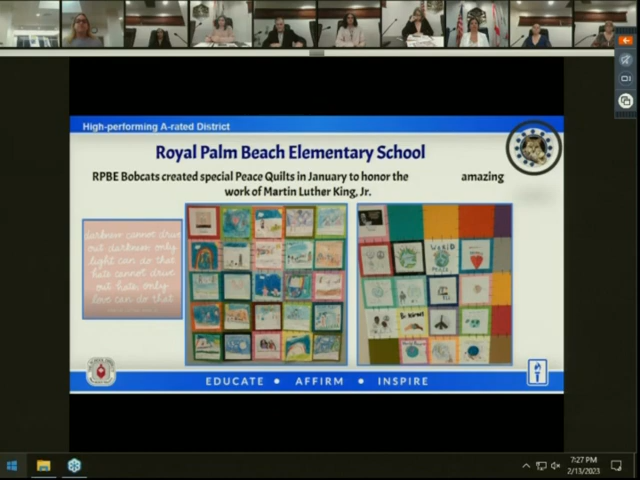 High-performing A-rated District
Royal Palm Beach Elementary School
RPBE Bobcats created special Peace Quilts in January to honor the amazing
work of Martin Luther King, Jr.
darkness cannot drive
out darkness only
light can do that
hate cannot drive
out hate, only
love can do that
WORLD
PEACE
EDUCATE • AFFIRM • INSPIRE
7:27 PM
2/13/2023